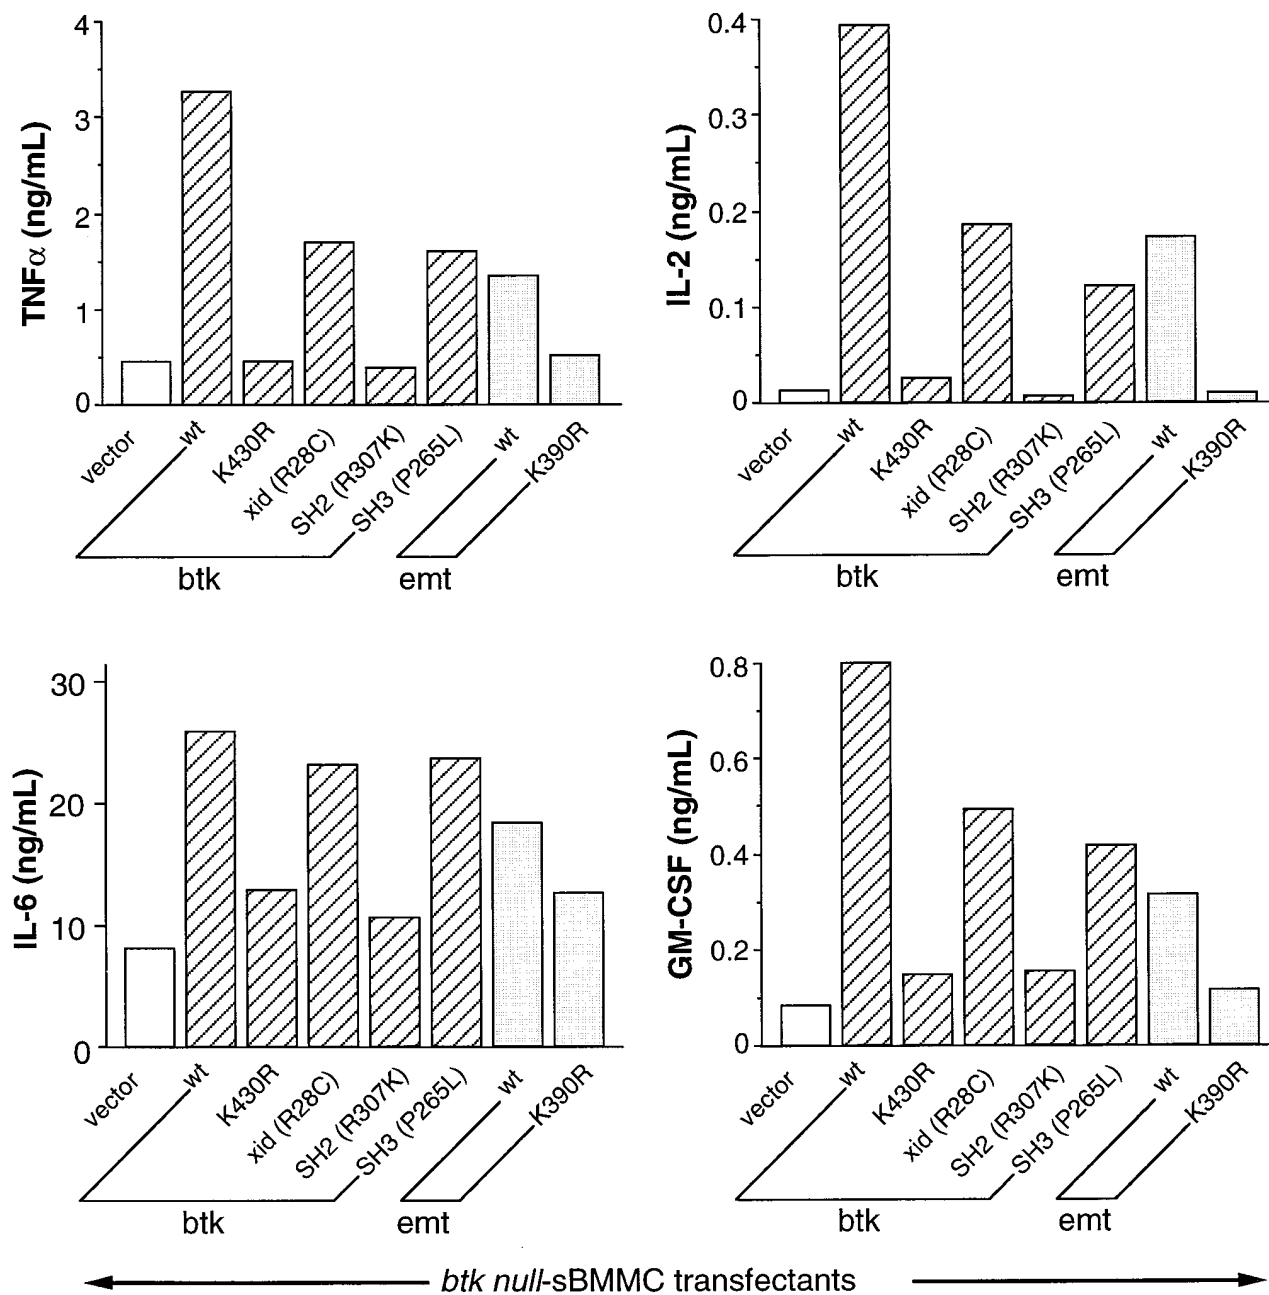 TNFα (ng/mL)
4
3
2
1
0
vector
wt
K430R
xid (R28C)
SH2 (R307K)
SH3 (P265L)
wt
K390R
btk
emt
IL-2 (ng/mL)
0.4
0.3
0.2
0.1
0
vector
wt
K430R
xid (R28C)
SH2 (R307K)
SH3 (P265L)
wt
K390R
btk
emt
IL-6 (ng/mL)
30
20
10
0
vector
wt
K430R
xid (R28C)
SH2 (R307K)
SH3 (P265L)
wt
K390R
btk
emt
GM-CSF (ng/mL)
0.8
0.6
0.4
0.2
0
vector
wt
K430R
xid (R28C)
SH2 (R307K)
SH3 (P265L)
wt
K390R
btk
emt
btk null-sBMMC transfectants